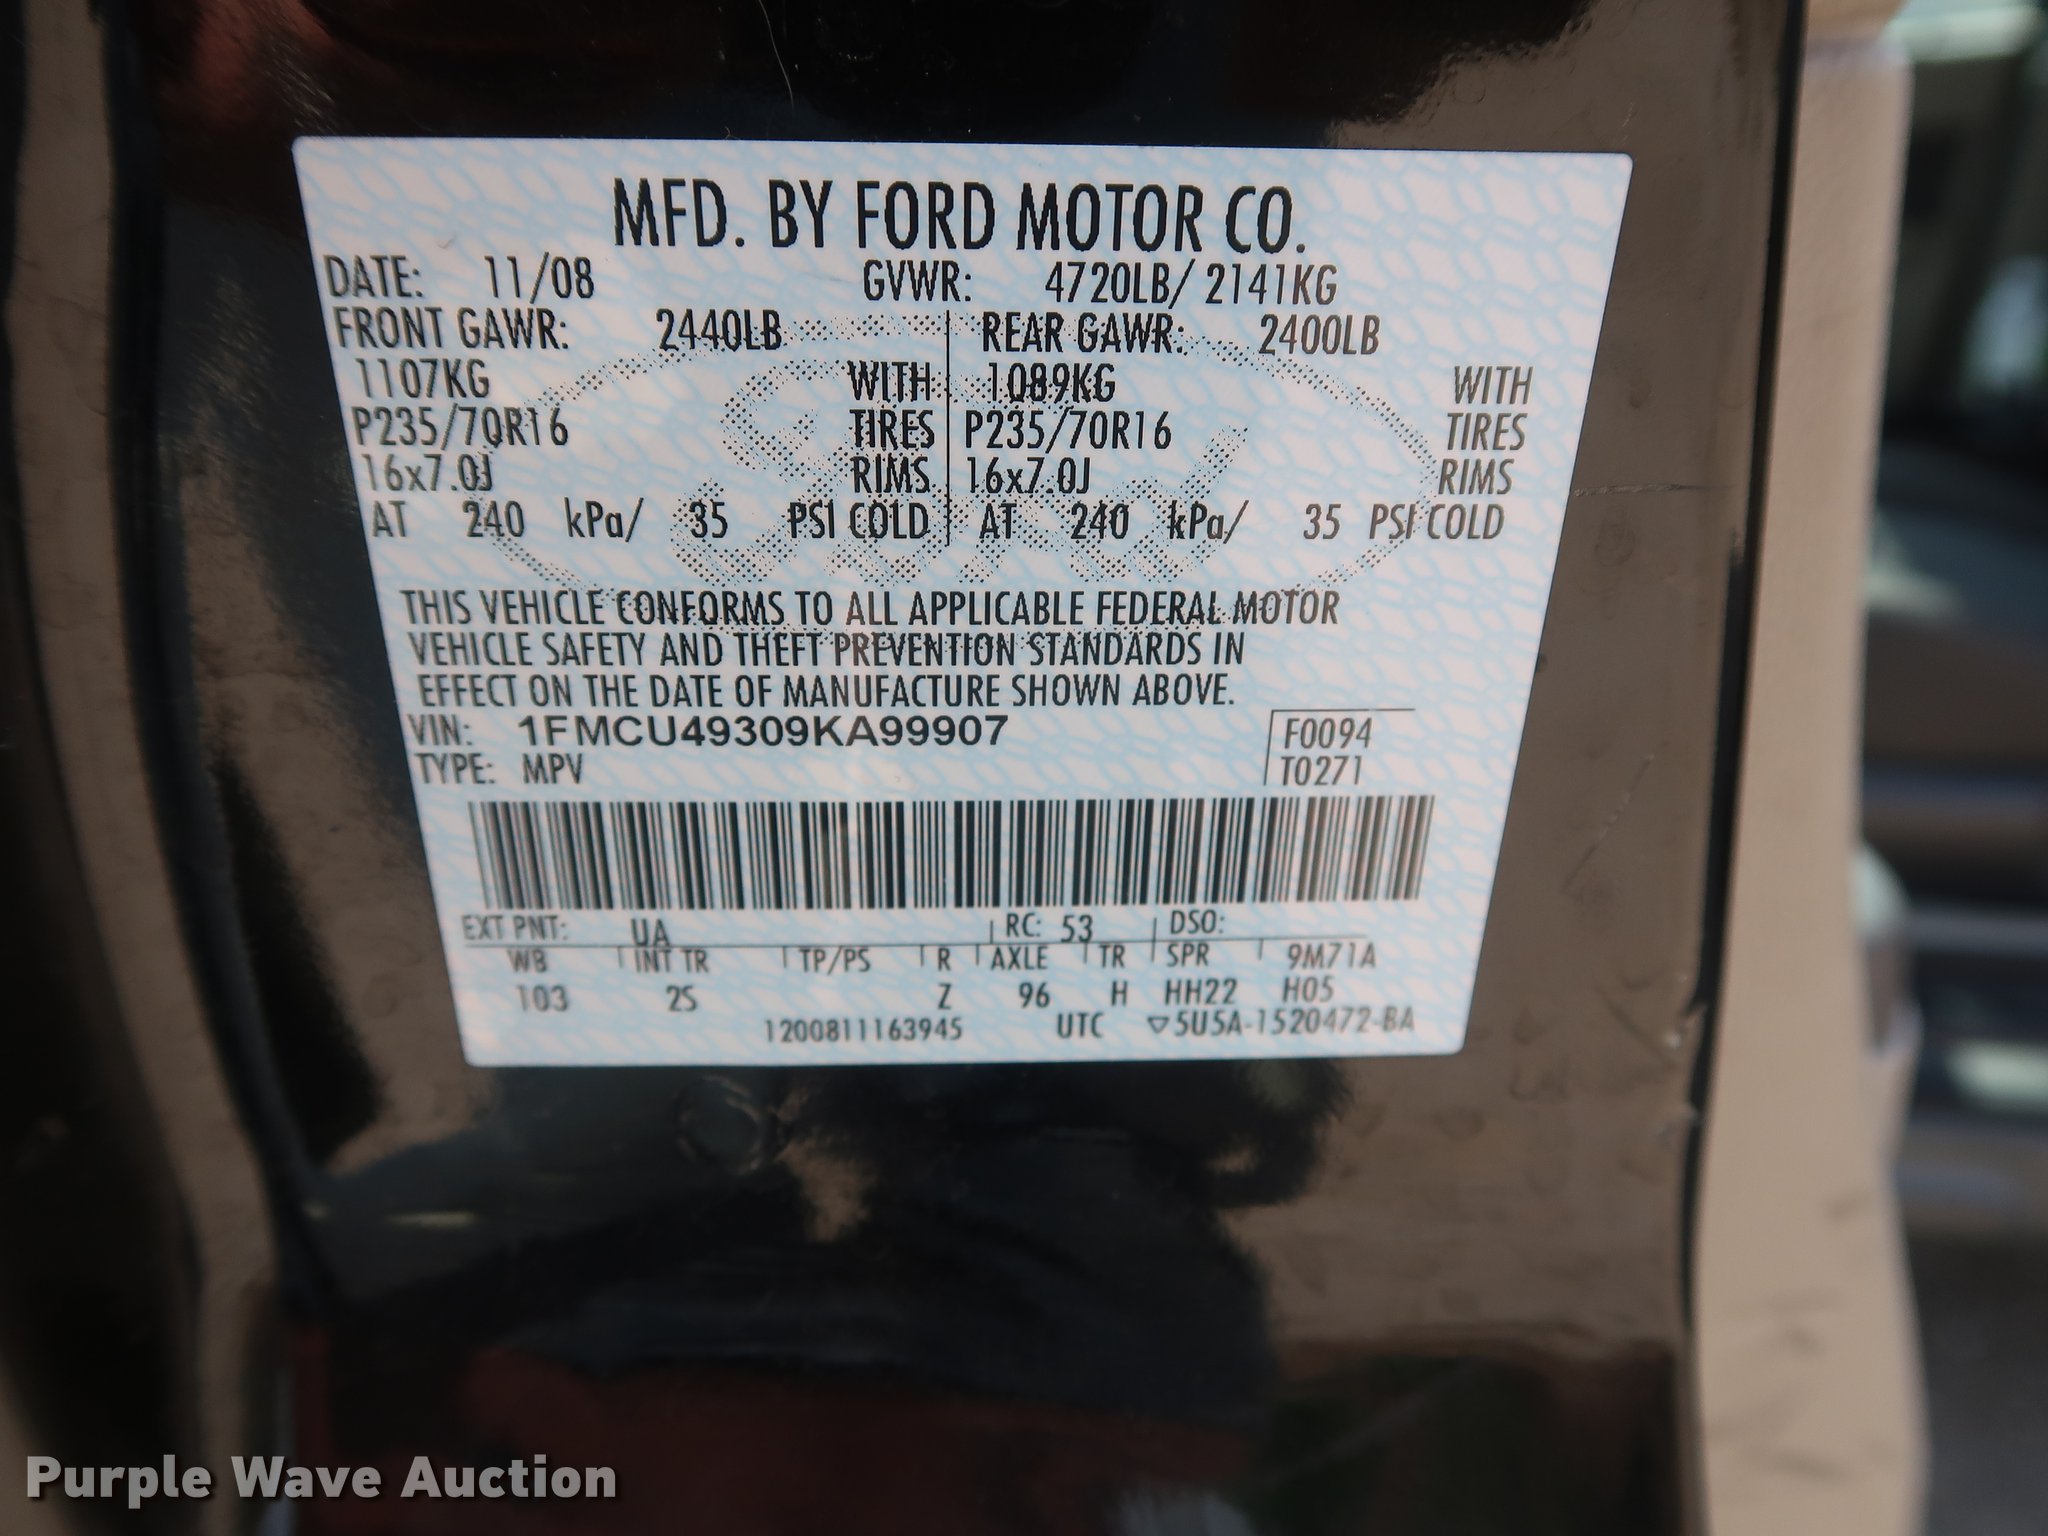 MFD. BY FORD MOTOR CO.
DATE: 11/08 GVWR: 4720LB/ 2141KG
FRONT GAWR: 2440LB REAR GAWR: 2400LB
1107KG WITH 1089KG WITH
P235/70R16 TIRES P235/70R16 TIRES
16x7.0J RIMS 16x7.0J RIMS
AT 240 kPa/ 35 PSI COLD AT 240 kPa/ 35 PSI COLD
THIS VEHICLE CONFORMS TO ALL APPLICABLE FEDERAL MOTOR
VEHICLE SAFETY AND THEFT PREVENTION STANDARDS IN
EFFECT ON THE DATE OF MANUFACTURE SHOWN ABOVE.
VIN: 1FMCU49309KA99907 F0094
TYPE: MPV T0271
EXT PNT: UA RC: 53 DSO:
WB INT TR TP/PS R AXLE TR SPR 9M71A
103 2S Z 96 H HH22 H05
1200811163945 UTC ▽5U5A-1520472-BA
Purple Wave Auction